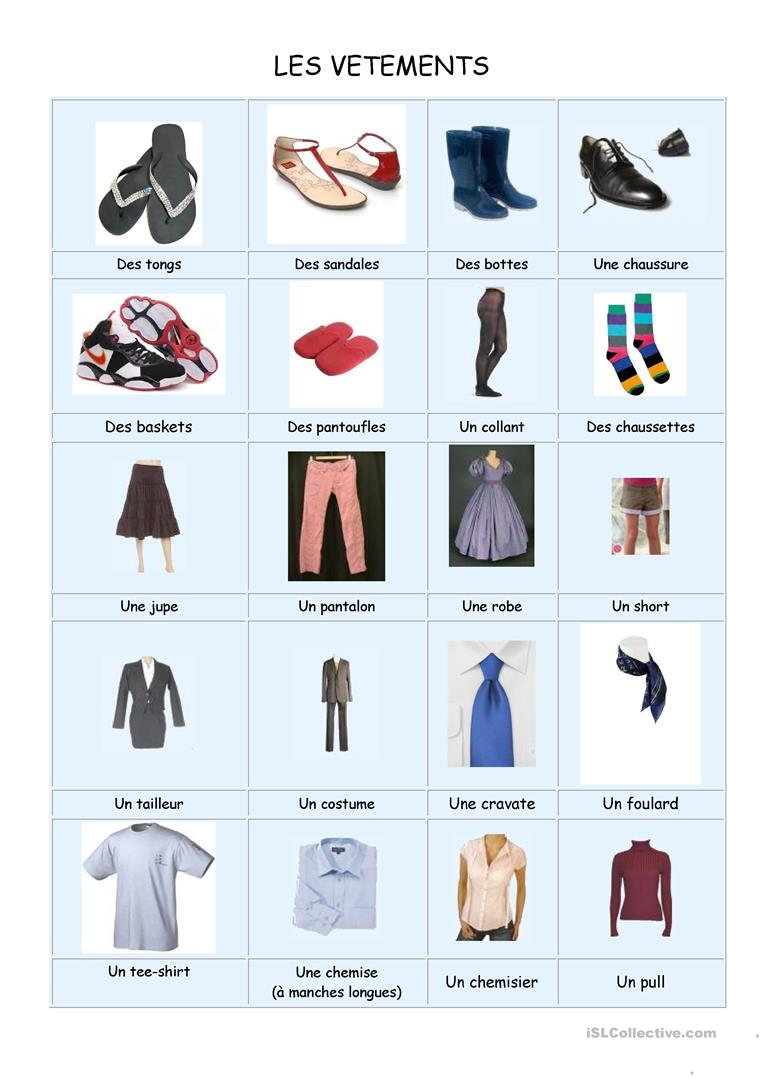 LES VETEMENTS
Des tongs
Des sandales
Des bottes
Une chaussure
Des baskets
Des pantoufles
Un collant
Des chaussettes
Une jupe
Un pantalon
Une robe
Un short
Un tailleur
Un costume
Une cravate
Un foulard
Un tee-shirt
Une chemise
(à manches longues)
Un chemisier
Un pull
iSLCollective.com